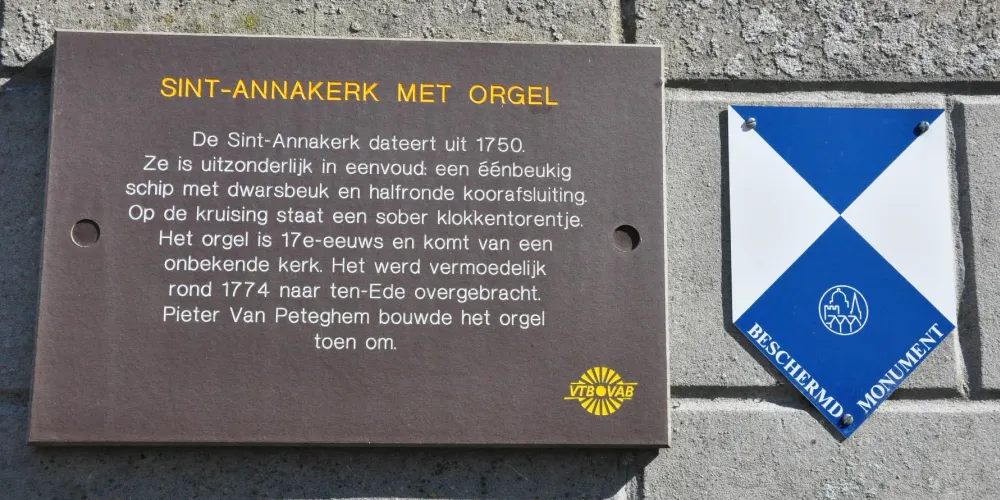 SINT-ANNAKERK MET ORGEL
De Sint-Annakerk dateert uit 1750.
Ze is uitzonderlijk in eenvoud: een éénbeukig
schip met dwarsbeuk en halfronde koorafsluiting.
Op de kruising staat een sober klokkentorentje.
Het orgel is 17e-eeuws en komt van een
onbekende kerk. Het werd vermoedelijk
rond 1774 naar ten-Ede overgebracht.
Pieter Van Peteghem bouwde het orgel
toen om.
VTB VAB
BESCHERMD
MONUMENT